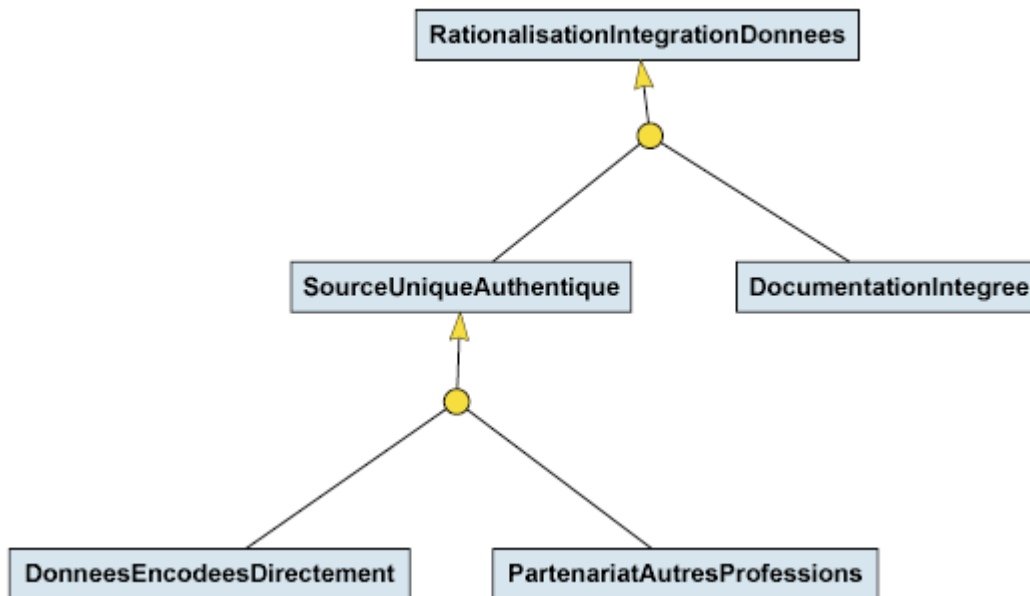 RationalisationIntegrationDonnees
SourceUniqueAuthentique
DocumentationIntegree
DonneesEncodeesDirectement
PartenariatAutresProfessions